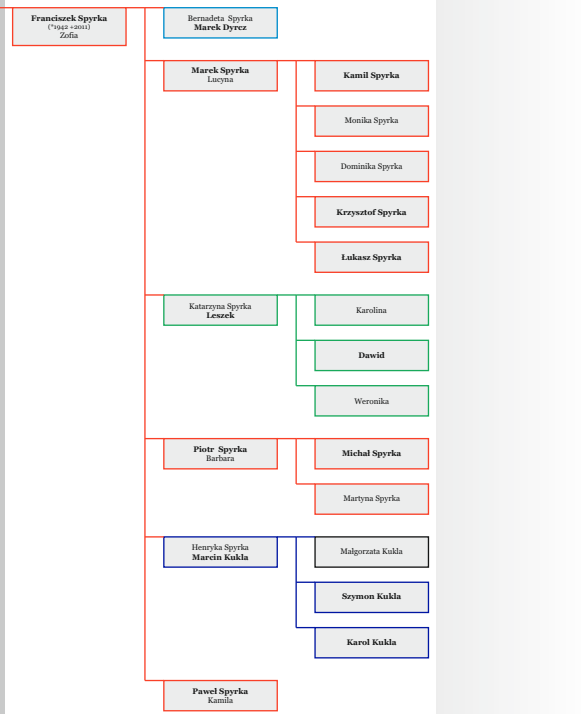 Franciszek Spyrka
(*1942 +2011)
Zofia
Bernadeta Spyrka
Marek Dyrcz
Marek Spyrka
Lucyna
Kamil Spyrka
Monika Spyrka
Dominika Spyrka
Krzysztof Spyrka
Łukasz Spyrka
Katarzyna Spyrka
Leszek
Karolina
Dawid
Weronika
Piotr Spyrka
Barbara
Michał Spyrka
Martyna Spyrka
Henryka Spyrka
Marcin Kukla
Małgorzata Kukla
Szymon Kukla
Karol Kukla
Paweł Spyrka
Kamila